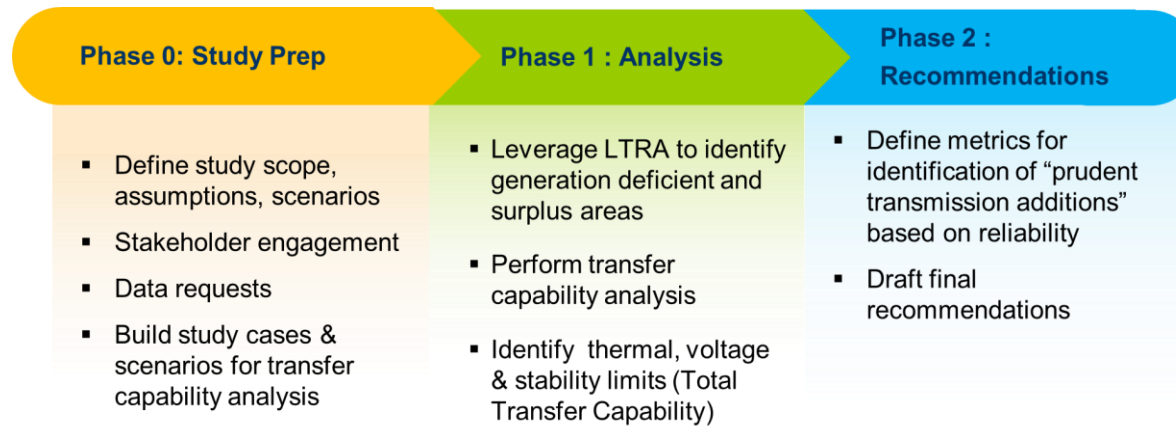 Phase 0: Study Prep
▪ Define study scope,
assumptions, scenarios
▪ Stakeholder engagement
▪ Data requests
▪ Build study cases &
scenarios for transfer
capability analysis
Phase 1 : Analysis
▪ Leverage LTRA to identify
generation deficient and
surplus areas
▪ Perform transfer
capability analysis
▪ Identify thermal, voltage
& stability limits (Total
Transfer Capability)
Phase 2 :
Recommendations
▪ Define metrics for
identification of “prudent
transmission additions”
based on reliability
▪ Draft final
recommendations